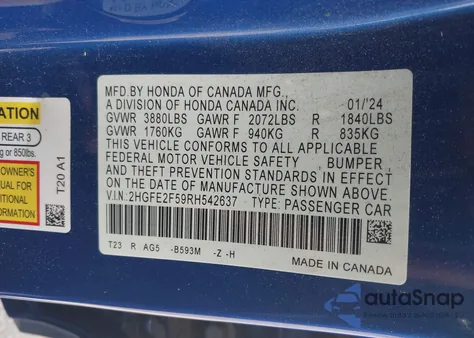 MFD.BY HONDA OF CANADA MFG.,
A DIVISION OF HONDA CANADA INC. 01/'24
GVWR 3880LBS GAWR F 2072LBS R 1840LBS
GVWR 1760KG GAWR F 940KG R 835KG
THIS VEHICLE CONFORMS TO ALL APPLICABLE
FEDERAL MOTOR VEHICLE SAFETY, BUMPER,
AND THEFT PREVENTION STANDARDS IN EFFECT
ON THE DATE OF MANUFACTURE SHOWN ABOVE.
V.I.N.:2HGFE2F59RH542637 TYPE: PASSENGER CAR
T23 R AG5 -B593M -Z -H
MADE IN CANADA
ATION
REAR 3
g or 850lbs.
OWNER'S
UAL FOR
ITIONAL
RMATION
T20 A1
autoSnap